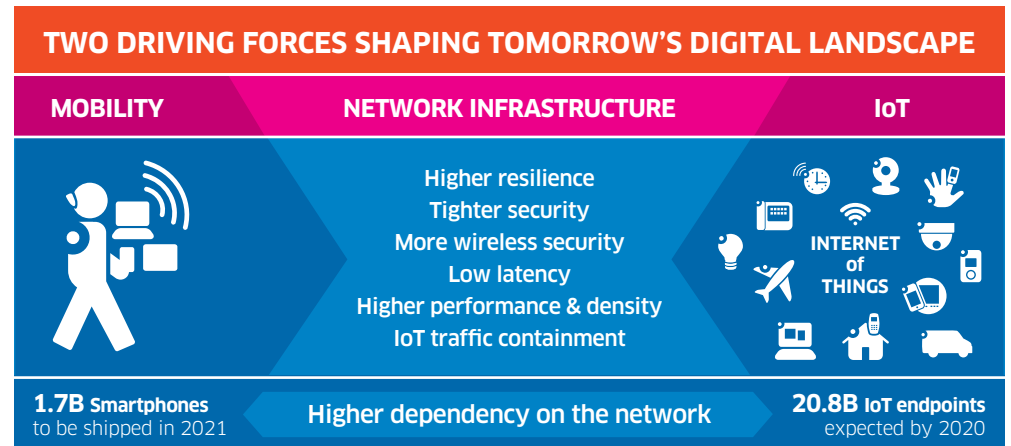 TWO DRIVING FORCES SHAPING TOMORROW'S DIGITAL LANDSCAPE
MOBILITY
NETWORK INFRASTRUCTURE
IoT
Higher resilience
Tighter security
More wireless security
Low latency
Higher performance & density
IoT traffic containment
INTERNET
of
THINGS
1.7B Smartphones
to be shipped in 2021
Higher dependency on the network
20.8B IoT endpoints
expected by 2020